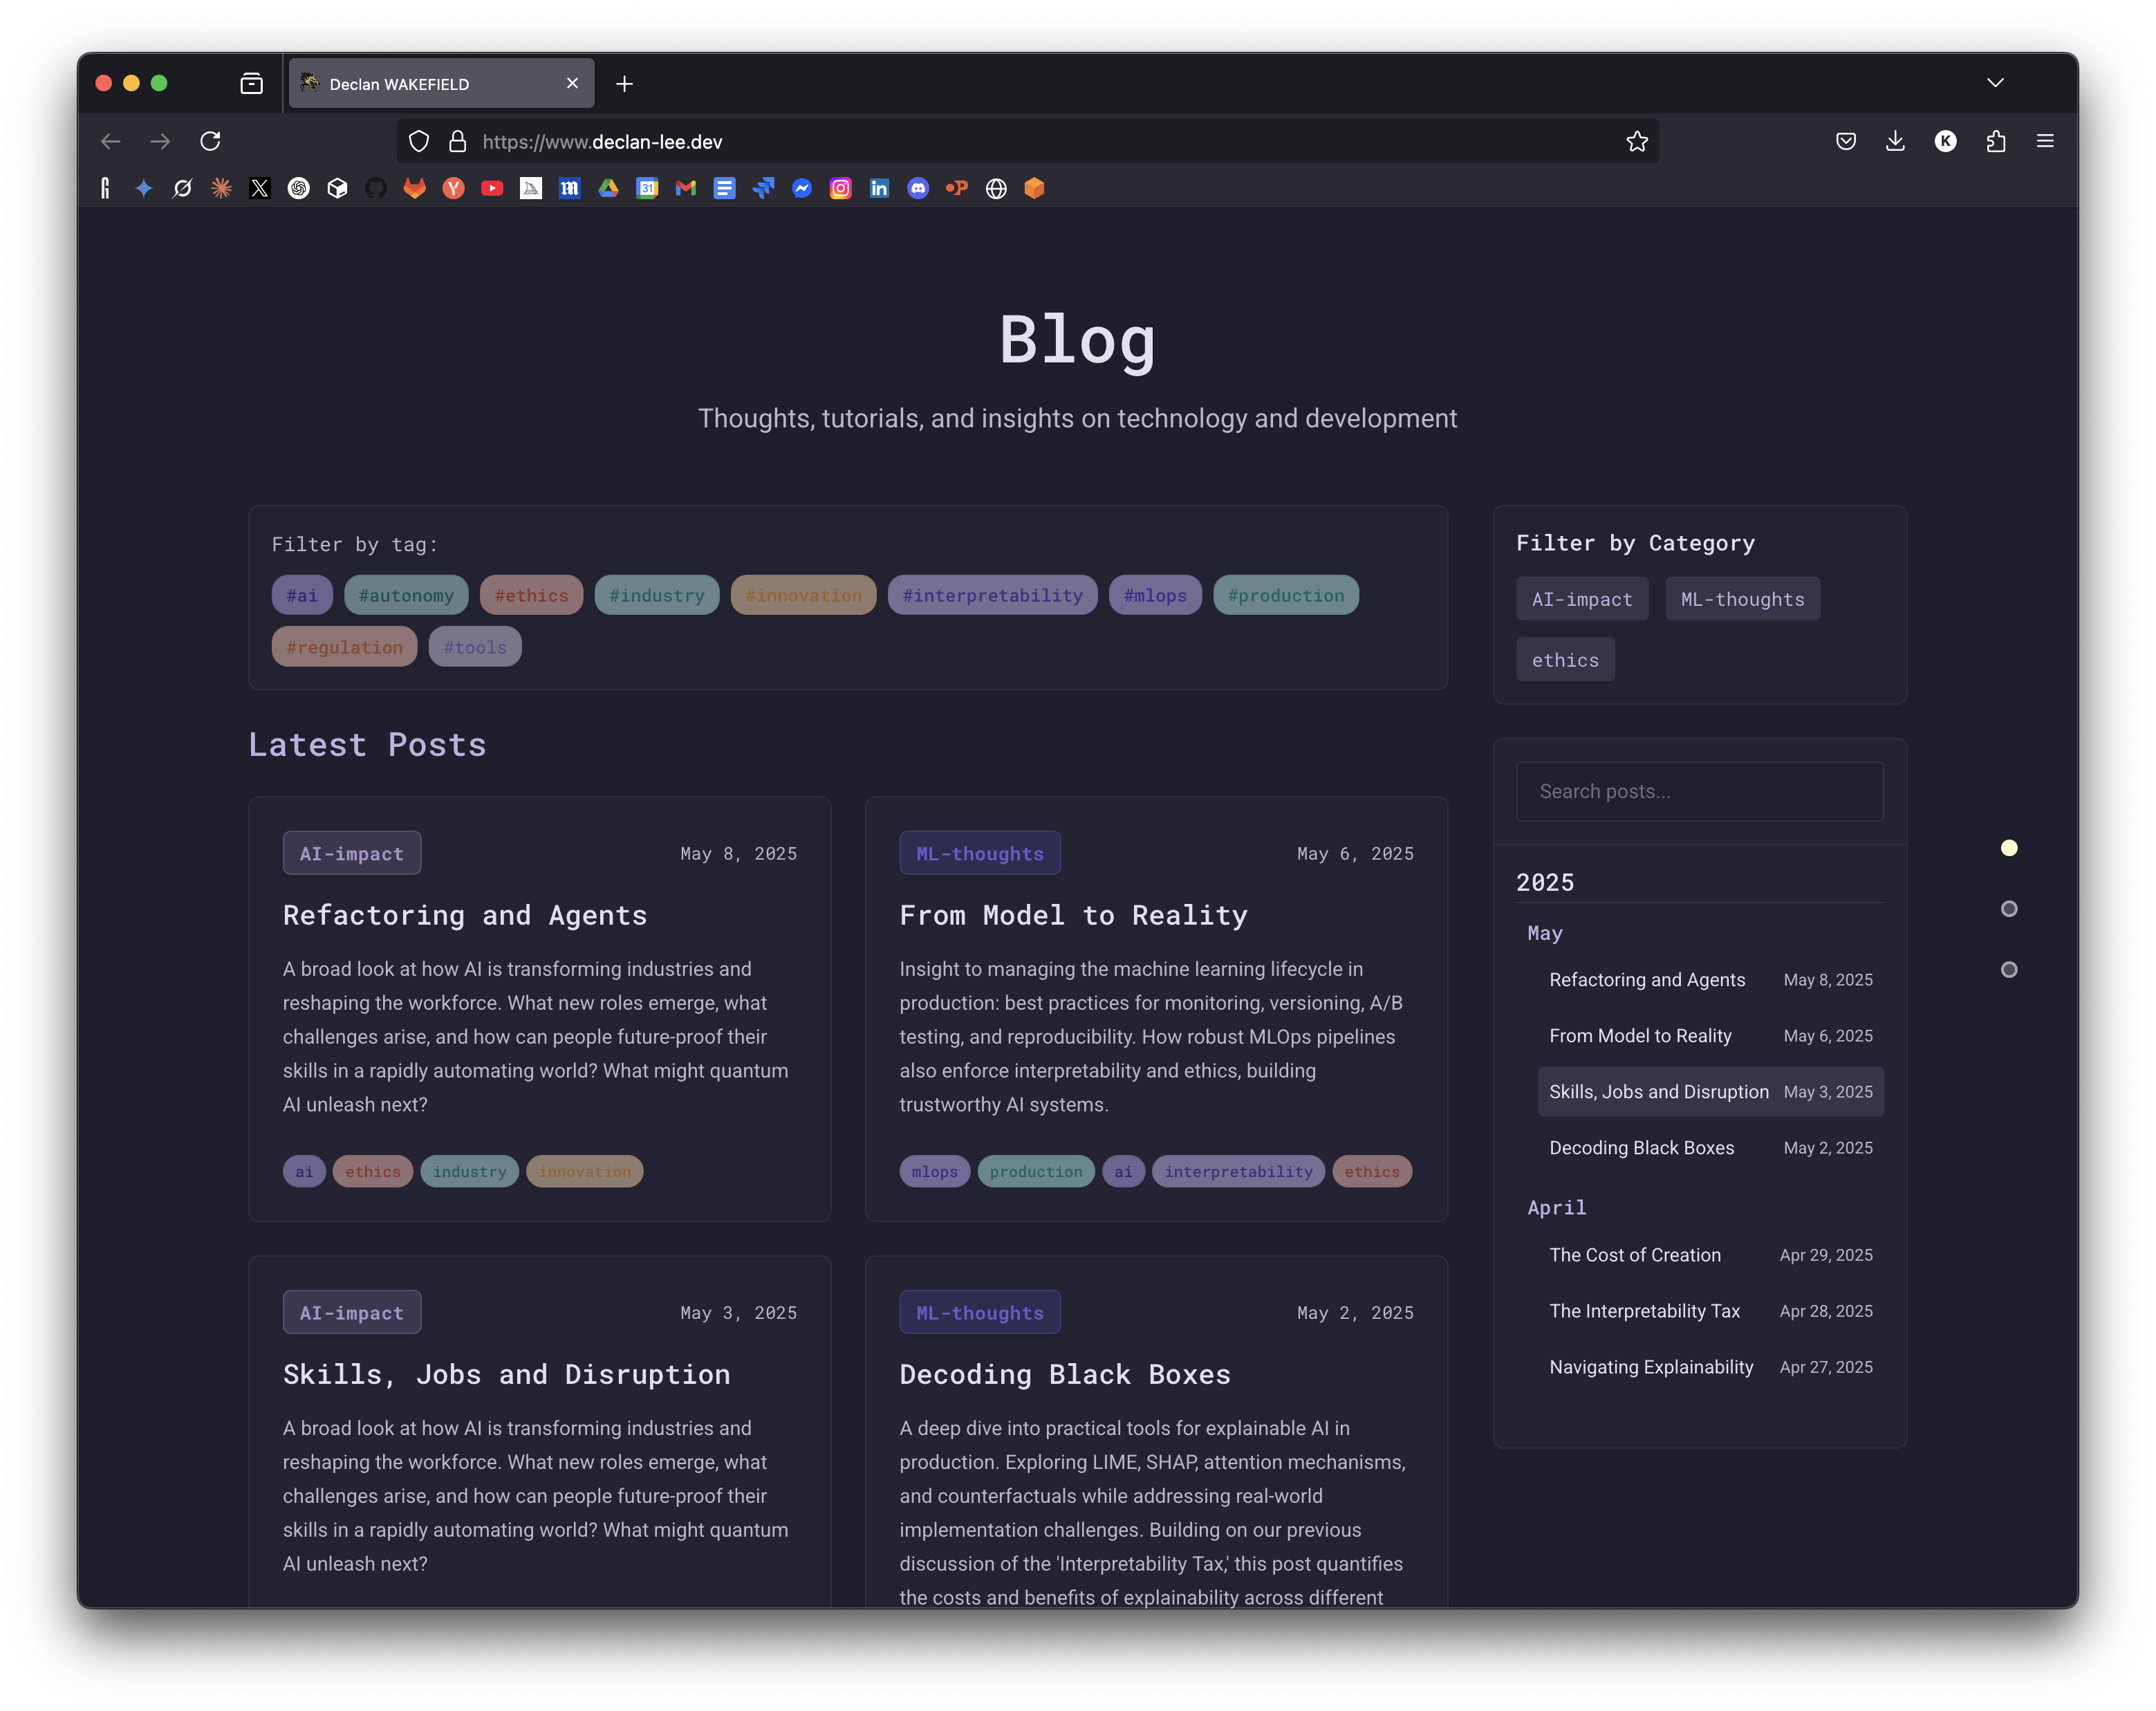 Declan WAKEFIELD
https://www.declan-lee.dev
K
31
Blog
Thoughts, tutorials, and insights on technology and development
Filter by tag:
#ai #autonomy #ethics #industry #innovation #interpretability #mlops #production
#regulation #tools
Latest Posts
AI-impact May 8, 2025
Refactoring and Agents
A broad look at how AI is transforming industries and
reshaping the workforce. What new roles emerge, what
challenges arise, and how can people future-proof their
skills in a rapidly automating world? What might quantum
AI unleash next?
ai ethics industry innovation
ML-thoughts May 6, 2025
From Model to Reality
Insight to managing the machine learning lifecycle in
production: best practices for monitoring, versioning, A/B
testing, and reproducibility. How robust MLOps pipelines
also enforce interpretability and ethics, building
trustworthy AI systems.
mlops production ai interpretability ethics
AI-impact May 3, 2025
Skills, Jobs and Disruption
A broad look at how AI is transforming industries and
reshaping the workforce. What new roles emerge, what
challenges arise, and how can people future-proof their
skills in a rapidly automating world? What might quantum
AI unleash next?
ML-thoughts May 2, 2025
Decoding Black Boxes
A deep dive into practical tools for explainable AI in
production. Exploring LIME, SHAP, attention mechanisms,
and counterfactuals while addressing real-world
implementation challenges. Building on our previous
discussion of the 'Interpretability Tax,' this post quantifies
the costs and benefits of explainability across different
Filter by Category
AI-impact ML-thoughts
ethics
Search posts...
2025
May
Refactoring and Agents May 8, 2025
From Model to Reality May 6, 2025
Skills, Jobs and Disruption May 3, 2025
Decoding Black Boxes May 2, 2025
April
The Cost of Creation Apr 29, 2025
The Interpretability Tax Apr 28, 2025
Navigating Explainability Apr 27, 2025